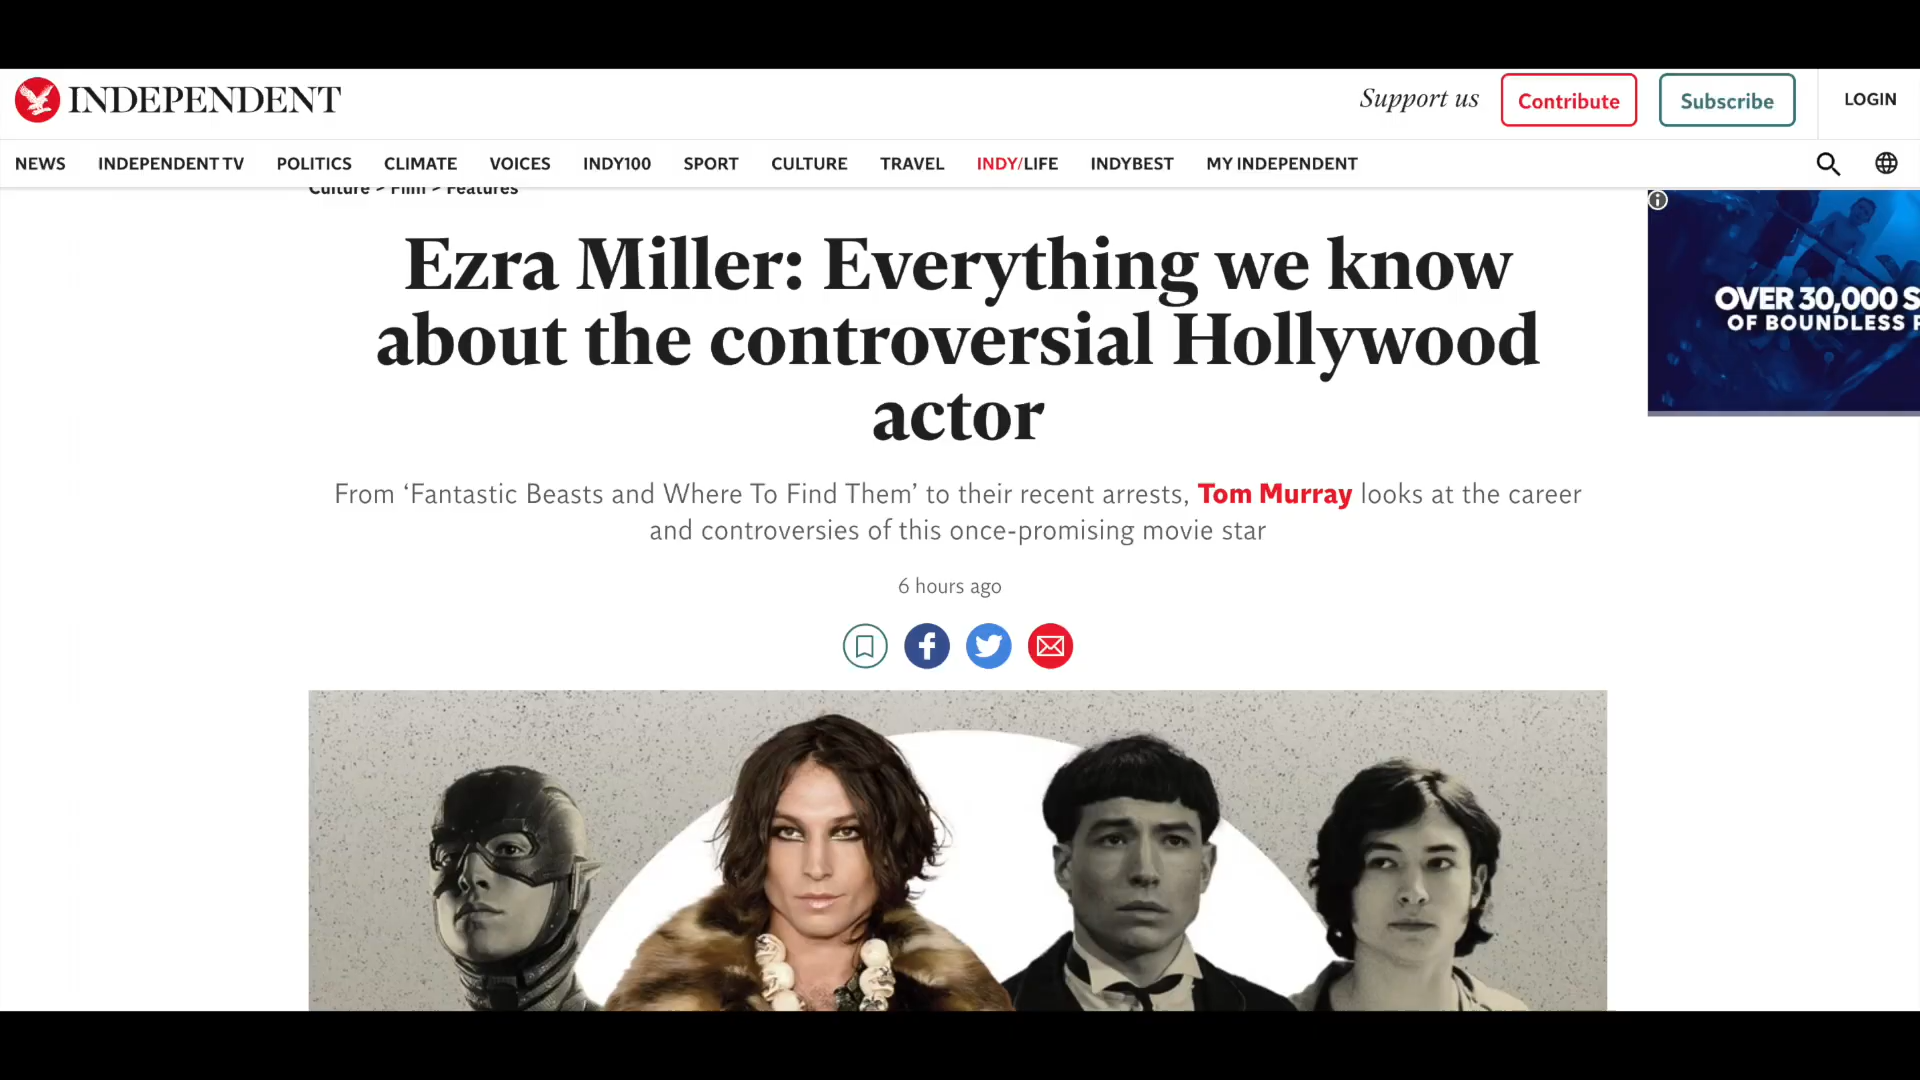 INDEPENDENT
Support us
Contribute
Subscribe
LOGIN
NEWS INDEPENDENT TV POLITICS CLIMATE VOICES INDY100 SPORT CULTURE TRAVEL INDY/LIFE INDYBEST MY INDEPENDENT
Culture > Film > Features
Ezra Miller: Everything we know
about the controversial Hollywood
actor
From ‘Fantastic Beasts and Where To Find Them’ to their recent arrests, Tom Murray looks at the career
and controversies of this once-promising movie star
6 hours ago
OVER 30,000 S
OF BOUNDLESS F